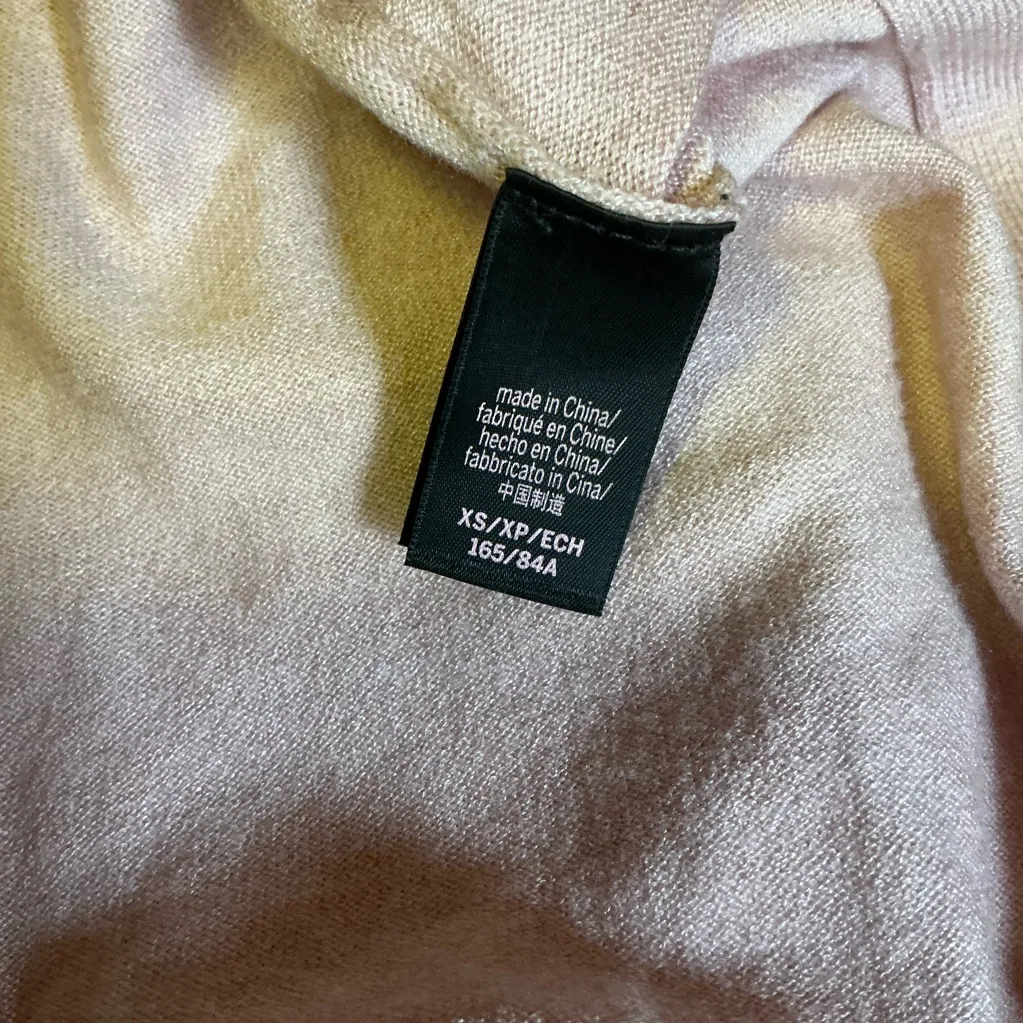 made in China/
fabriqué en Chine/
hecho en China/
fabbricato in Cina/
中国制造
XS/XP/ECH
165/84A